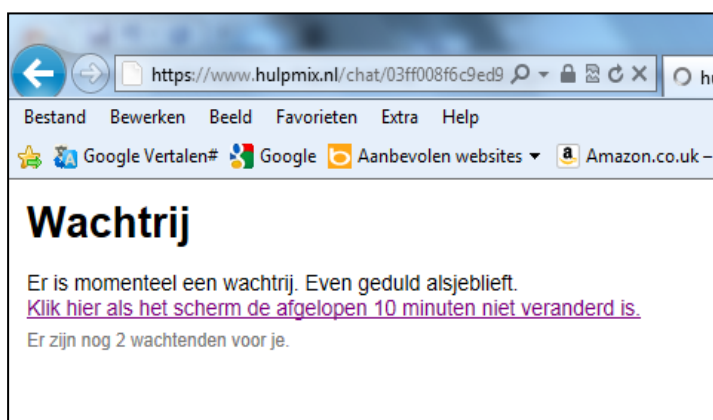 https://www.hulpmix.nl/chat/03ff008f6c9ed9
Bestand Bewerken Beeld Favorieten Extra Help
Google Vertalen# Google Aanbevolen websites Amazon.co.uk –
Wachtrij
Er is momenteel een wachtrij. Even geduld alsjeblieft.
Klik hier als het scherm de afgelopen 10 minuten niet veranderd is.
Er zijn nog 2 wachtenden voor je.